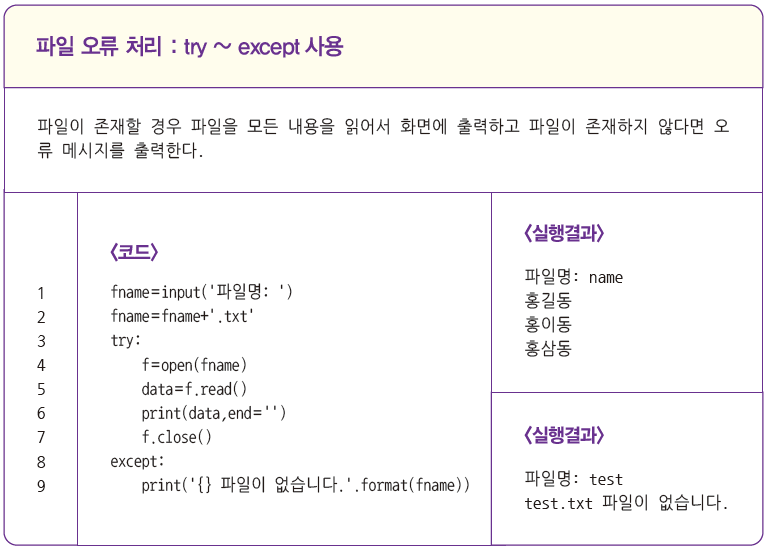 파일 오류 처리 : try ~ except 사용
파일이 존재할 경우 파일을 모든 내용을 읽어서 화면에 출력하고 파일이 존재하지 않다면 오
류 메시지를 출력한다.
<코드>
1 fname=input('파일명: ')
2 fname=fname+'.txt'
3 try:
4     f=open(fname)
5     data=f.read()
6     print(data,end='')
7     f.close()
8 except:
9     print('{} 파일이 없습니다.'.format(fname))
<실행결과>
파일명: name
홍길동
홍이동
홍삼동
<실행결과>
파일명: test
test.txt 파일이 없습니다.